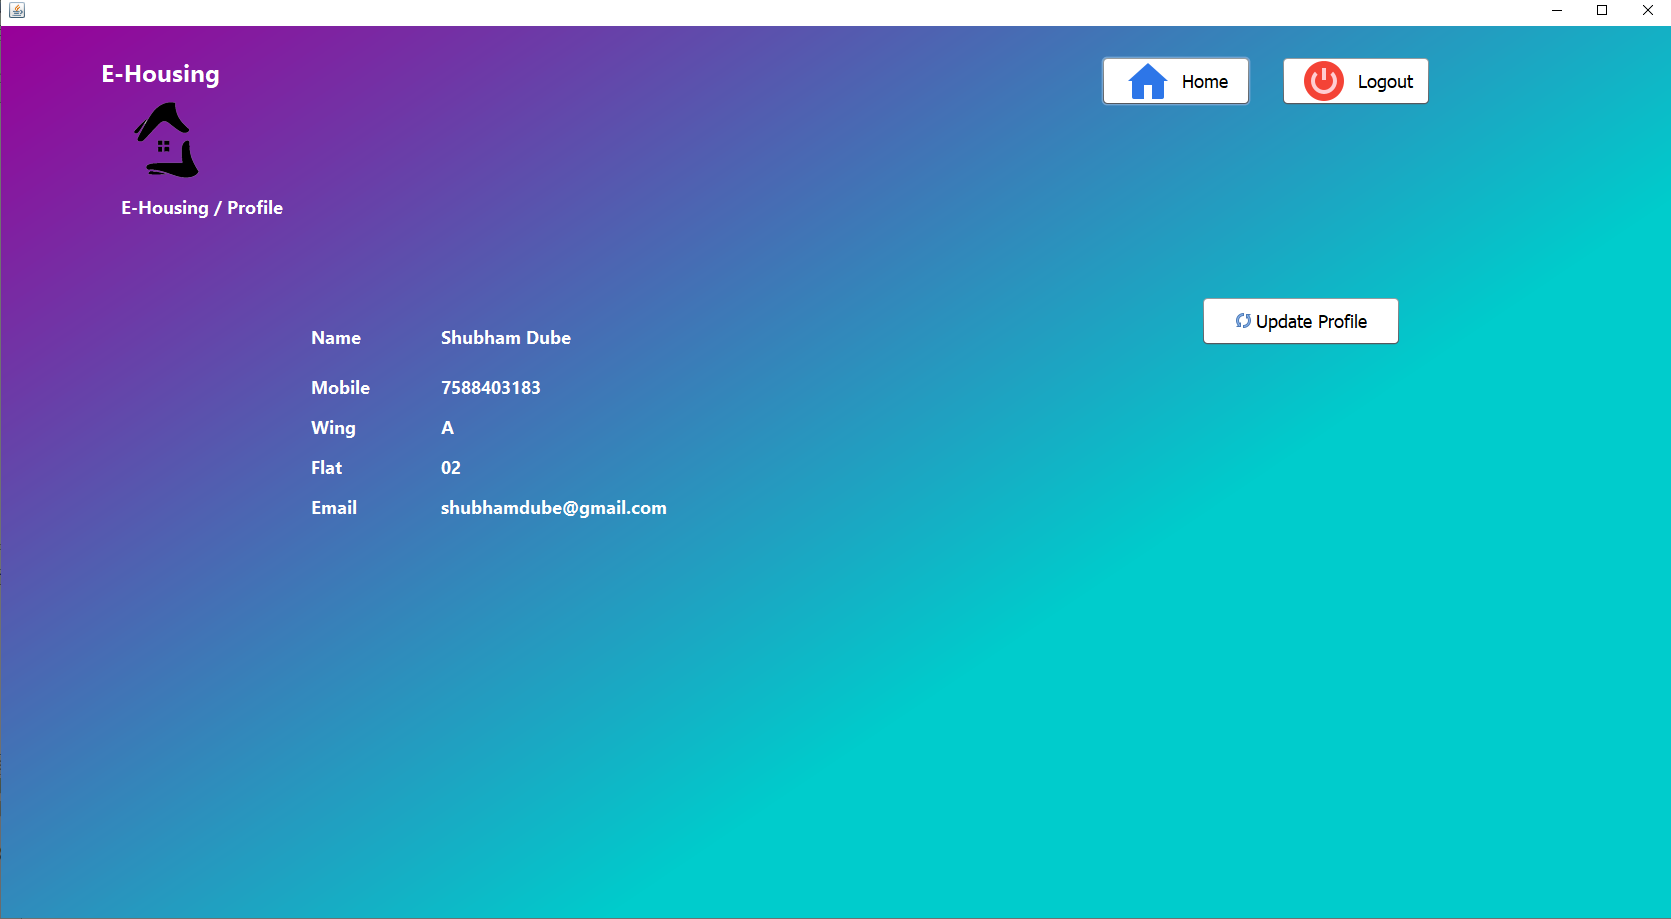 E-Housing
Home
Logout
E-Housing / Profile
Update Profile
Name Shubham Dube
Mobile 7588403183
Wing A
Flat 02
Email shubhamdube@gmail.com